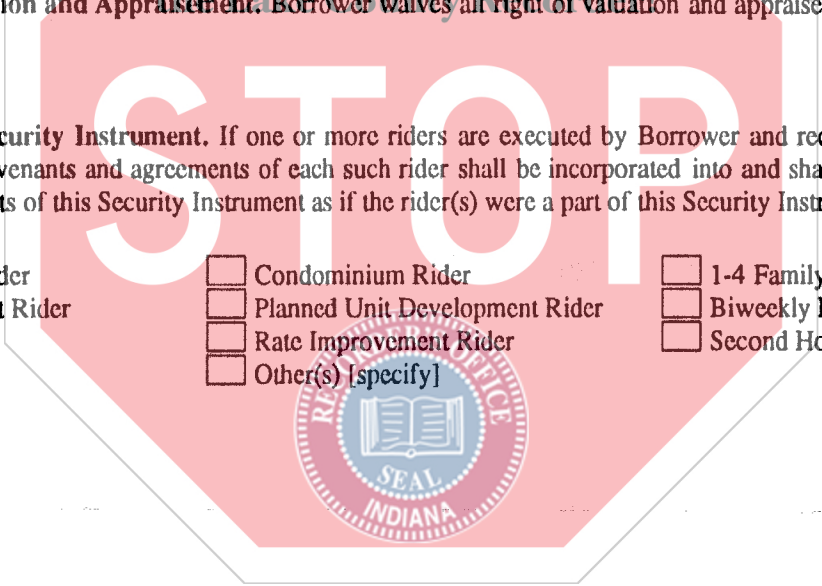 ion and Appraisement. Borrower waives all right of valuation and appraise
STOP
curity Instrument. If one or more riders are executed by Borrower and rec
venants and agreements of each such rider shall be incorporated into and sha
ts of this Security Instrument as if the rider(s) were a part of this Security Instr
der
Condominium Rider
1-4 Family
t Rider
Planned Unit Development Rider
Biweekly
Rate Improvement Rider
Second Ho
Other(s) [specify]
RECORDER'S OFFICE
SEAL
INDIANA